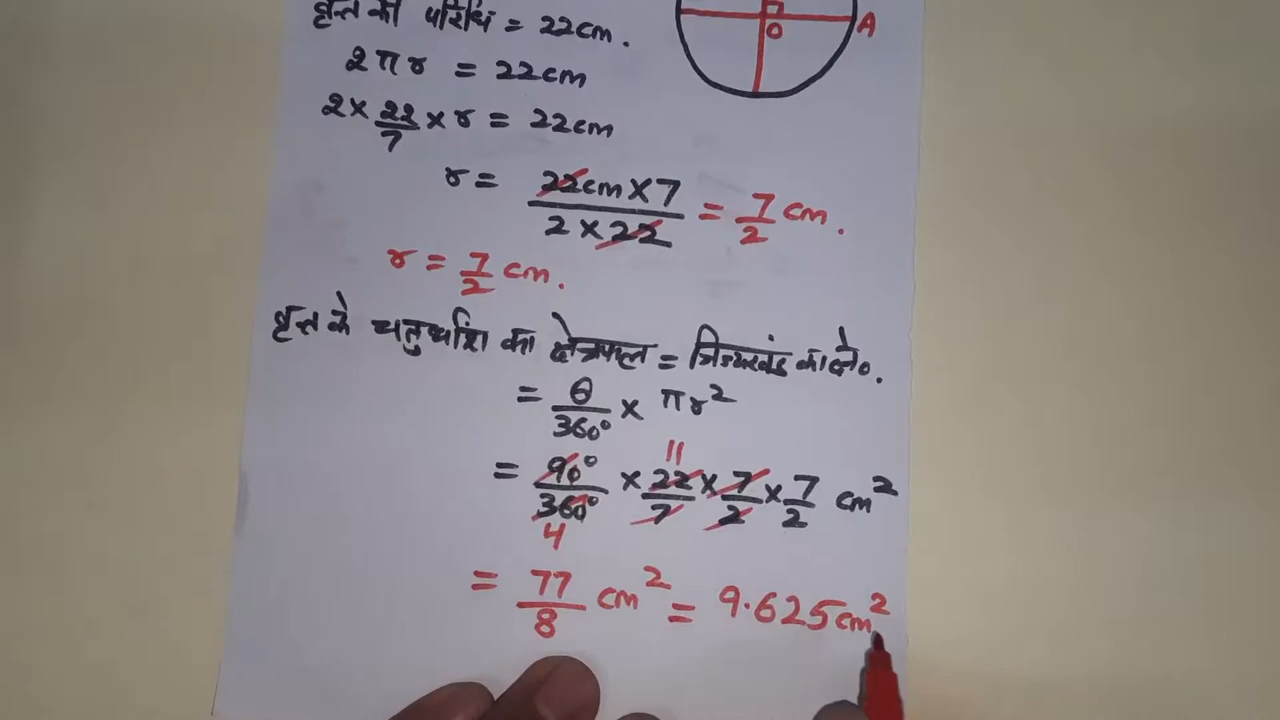 वृत्त की परिधि = 22cm.
O A
2πr = 22cm
2 × 22/7 × r = 22cm
r = 22cm × 7 / 2 × 22 = 7/2 cm.
r = 7/2 cm.
वृत्त के चतुर्थांश का क्षेत्रफल = त्रिज्यखंड का क्षे०.
= θ/360° × πr²
11
= 90°/360° × 22/7 × 7/2 × 7/2 cm²
4
= 77/8 cm² = 9.625cm²